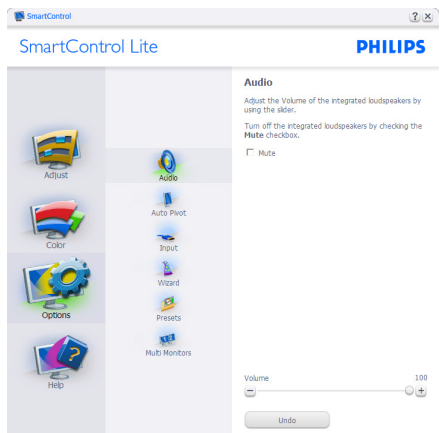 SmartControl
SmartControl Lite
PHILIPS
Adjust
Color
Options
Help
Audio
Auto Pivot
Input
Wizard
Presets
Multi Monitors
Audio
Adjust the Volume of the integrated loudspeakers by
using the slider.
Turn off the integrated loudspeakers by checking the
Mute checkbox.
Mute
Volume 100
Undo